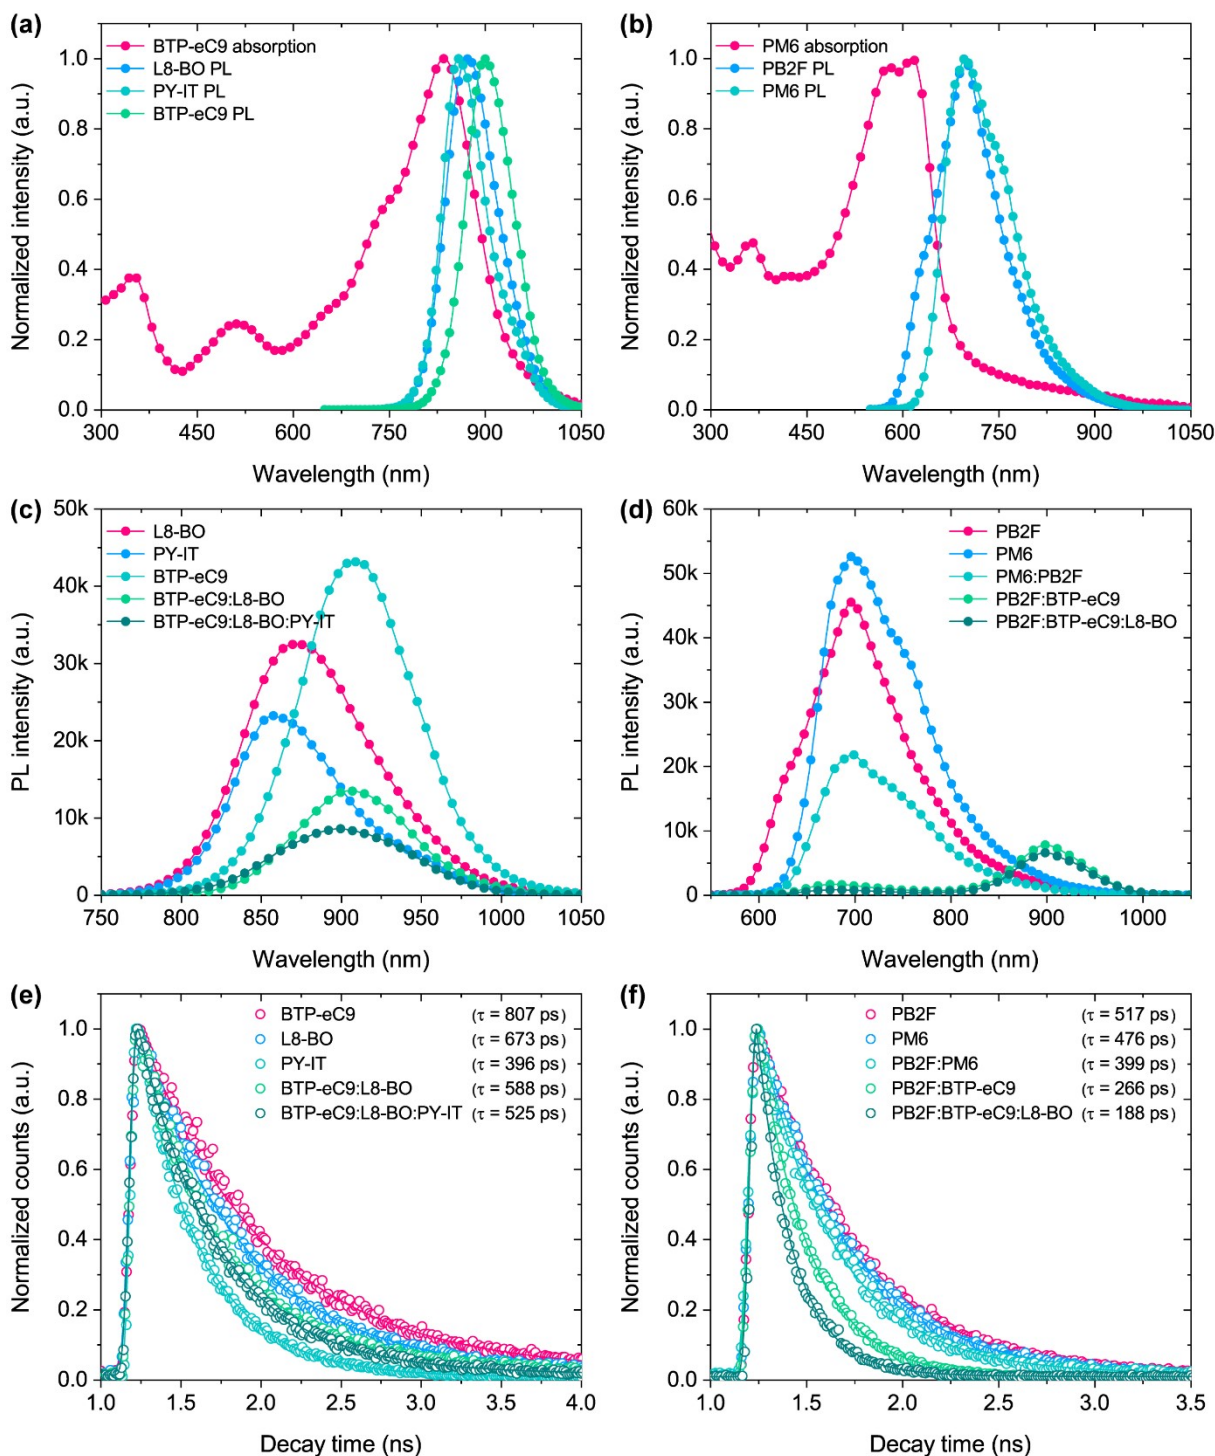 (a)
BTP-eC9 absorption
L8-BO PL
PY-IT PL
BTP-eC9 PL
Normalized intensity (a.u.)
1.0
0.8
0.6
0.4
0.2
0.0
300 450 600 750 900 1050
Wavelength (nm)
(b)
PM6 absorption
PB2F PL
PM6 PL
Normalized intensity (a.u.)
1.0
0.8
0.6
0.4
0.2
0.0
300 450 600 750 900 1050
Wavelength (nm)
(c)
L8-BO
PY-IT
BTP-eC9
BTP-eC9:L8-BO
BTP-eC9:L8-BO:PY-IT
PL intensity (a.u.)
50k
40k
30k
20k
10k
0
750 800 850 900 950 1000 1050
Wavelength (nm)
(d)
PB2F
PM6
PM6:PB2F
PB2F:BTP-eC9
PB2F:BTP-eC9:L8-BO
PL intensity (a.u.)
60k
50k
40k
30k
20k
10k
0
600 700 800 900 1000
Wavelength (nm)
(e)
BTP-eC9 (τ = 807 ps)
L8-BO (τ = 673 ps)
PY-IT (τ = 396 ps)
BTP-eC9:L8-BO (τ = 588 ps)
BTP-eC9:L8-BO:PY-IT (τ = 525 ps)
Normalized counts (a.u.)
1.0
0.8
0.6
0.4
0.2
0.0
1.0 1.5 2.0 2.5 3.0 3.5 4.0
Decay time (ns)
(f)
PB2F (τ = 517 ps)
PM6 (τ = 476 ps)
PB2F:PM6 (τ = 399 ps)
PB2F:BTP-eC9 (τ = 266 ps)
PB2F:BTP-eC9:L8-BO (τ = 188 ps)
Normalized counts (a.u.)
1.0
0.8
0.6
0.4
0.2
0.0
1.0 1.5 2.0 2.5 3.0 3.5
Decay time (ns)